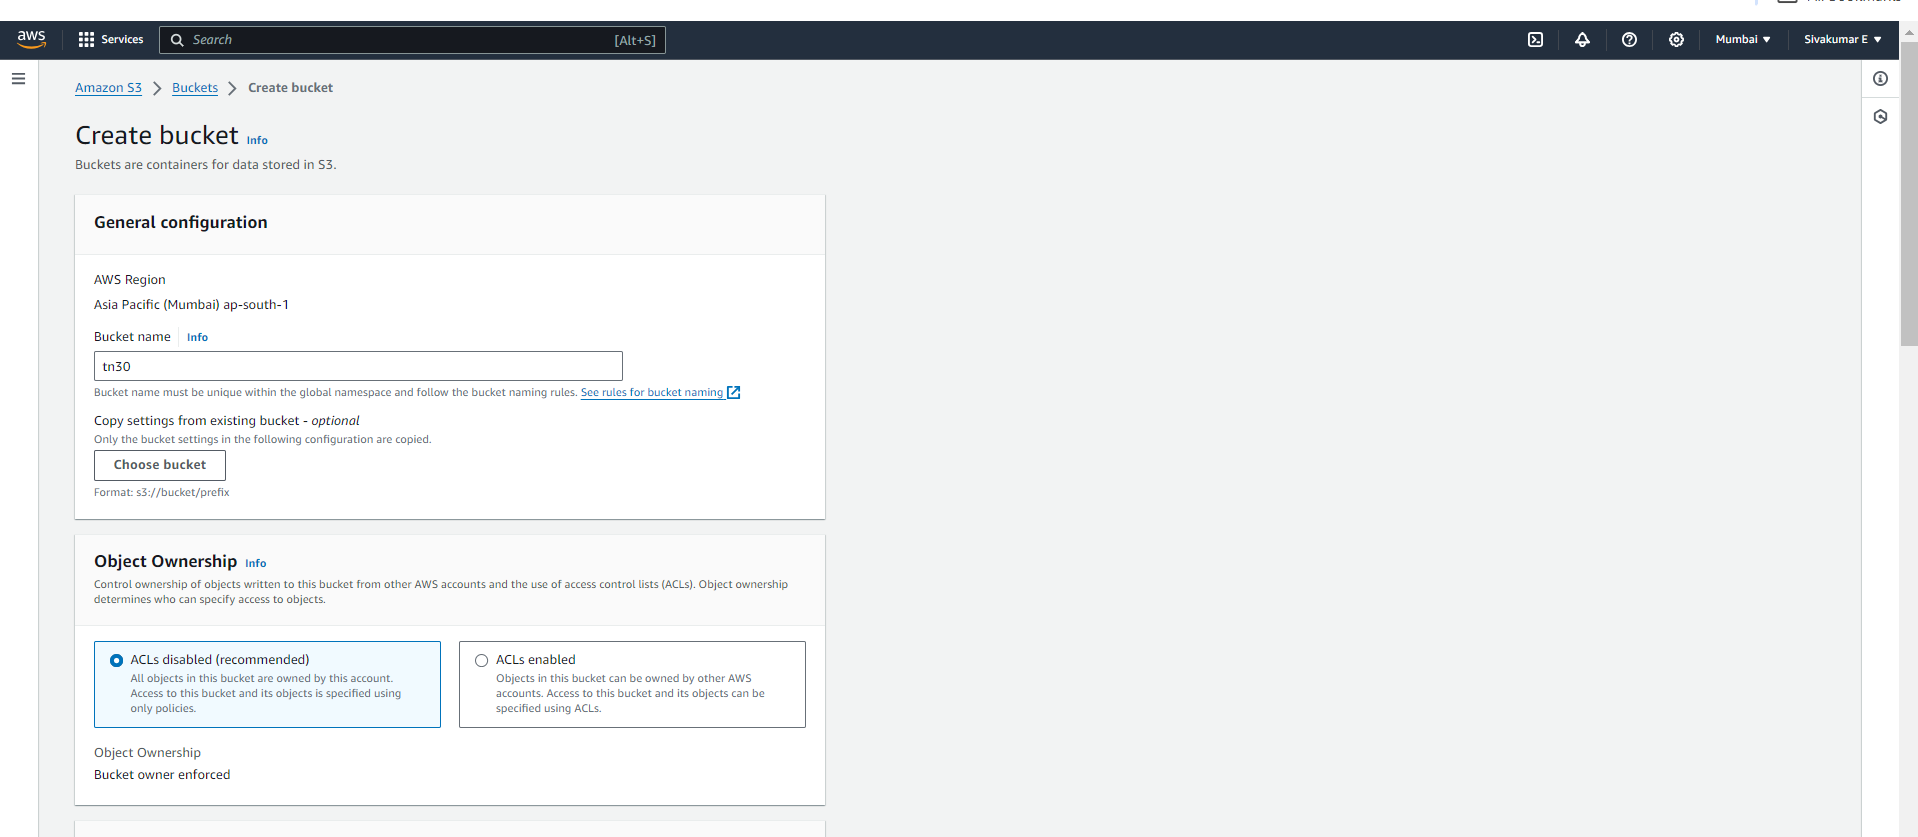 aws
Services
Search
[Alt+S]
Mumbai
Sivakumar E
Amazon S3
Buckets
Create bucket
Create bucket
Info
Buckets are containers for data stored in S3.
General configuration
AWS Region
Asia Pacific (Mumbai) ap-south-1
Bucket name
Info
tn30
Bucket name must be unique within the global namespace and follow the bucket naming rules. See rules for bucket naming
Copy settings from existing bucket - optional
Only the bucket settings in the following configuration are copied.
Choose bucket
Format: s3://bucket/prefix
Object Ownership
Info
Control ownership of objects written to this bucket from other AWS accounts and the use of access control lists (ACLs). Object ownership
determines who can specify access to objects.
ACLs disabled (recommended)
All objects in this bucket are owned by this account.
Access to this bucket and its objects is specified using
only policies.
ACLs enabled
Objects in this bucket can be owned by other AWS
accounts. Access to this bucket and its objects can be
specified using ACLs.
Object Ownership
Bucket owner enforced